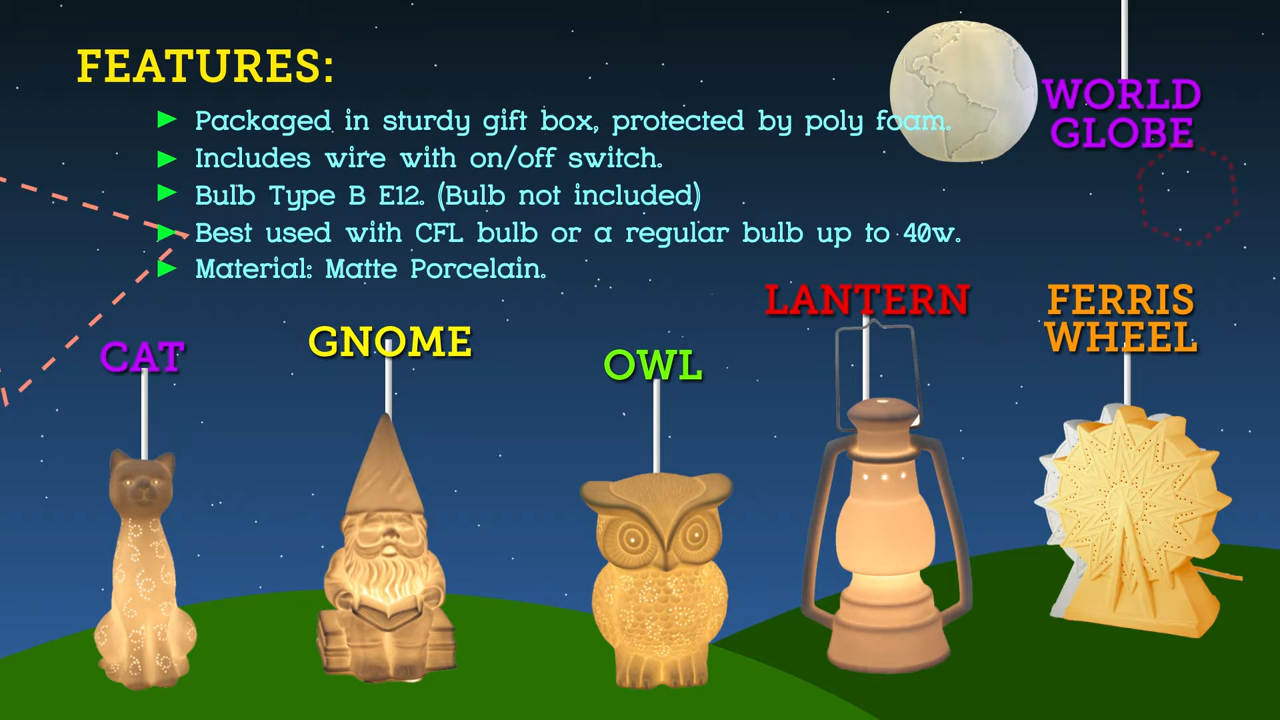 FEATURES:
Packaged in sturdy gift box, protected by poly foam.
Includes wire with on/off switch.
Bulb Type B E12. (Bulb not included)
Best used with CFL bulb or a regular bulb up to 40w.
Material: Matte Porcelain.
WORLD
GLOBE
CAT
GNOME
OWL
LANTERN
FERRIS
WHEEL